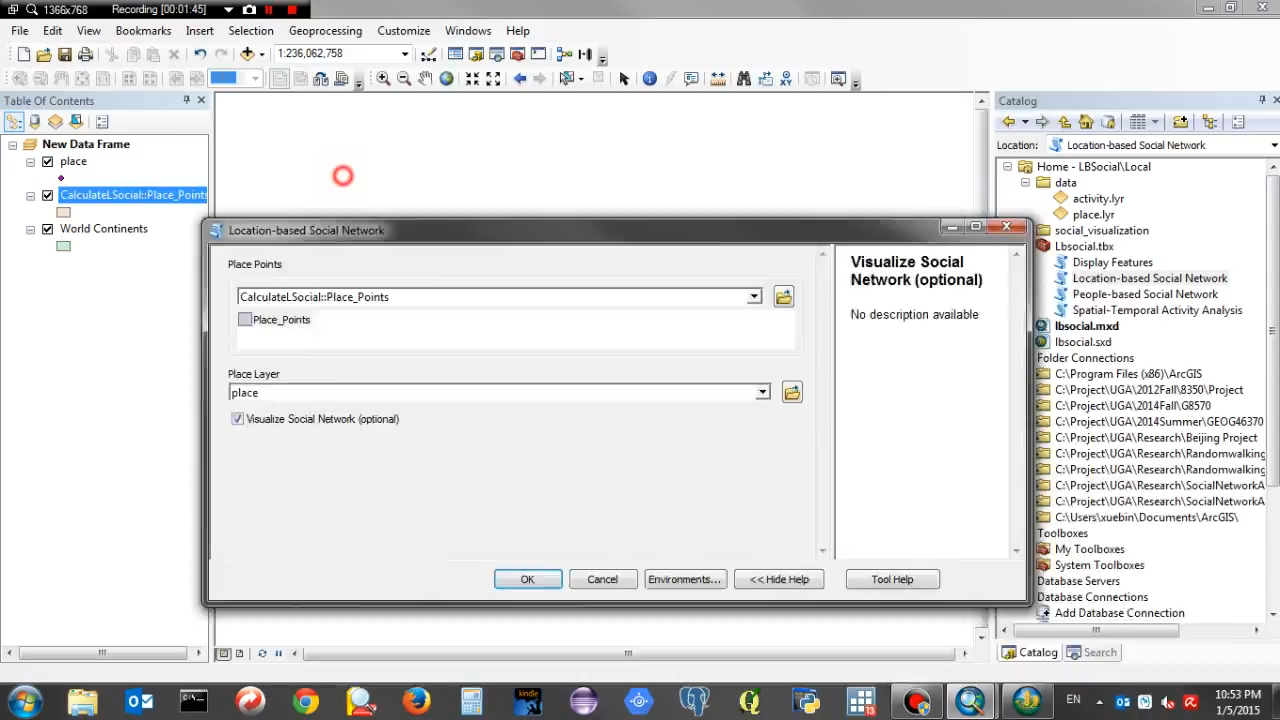 1366x768 Recording (00:01:45)
File Edit View Bookmarks Insert Selection Geoprocessing Customize Windows Help
1:236,062,758
Table Of Contents
New Data Frame
place
CalculateLSocial::Place_Points
World Continents
Location-based Social Network
Place Points
CalculateLSocial::Place_Points
Place_Points
Place Layer
place
Visualize Social Network (optional)
OK Cancel Environments... << Hide Help Tool Help
Visualize Social
Network (optional)
No description available
Catalog
Location: Location-based Social Network
Home - LBSocial\Local
data
activity.lyr
place.lyr
social_visualization
Lbsocial.tbx
Display Features
Location-based Social Network
People-based Social Network
Spatial-Temporal Activity Analysis
lbsocial.mxd
lbsocial.sxd
Folder Connections
C:\Program Files (x86)\ArcGIS
C:\Project\UGA\2012Fall\8350\Project
C:\Project\UGA\2014Fall\G8570
C:\Project\UGA\2014Summer\GEOG46370
C:\Project\UGA\Research\Beijing Project
C:\Project\UGA\Research\Randomwalking
C:\Project\UGA\Research\Randomwalking
C:\Project\UGA\Research\SocialNetworkA
C:\Project\UGA\Research\SocialNetworkA
C:\Users\xuebin\Documents\ArcGIS\
Toolboxes
My Toolboxes
System Toolboxes
Database Servers
Database Connections
Add Database Connection
Catalog Search
kindle
13
EN
10:53 PM
1/5/2015